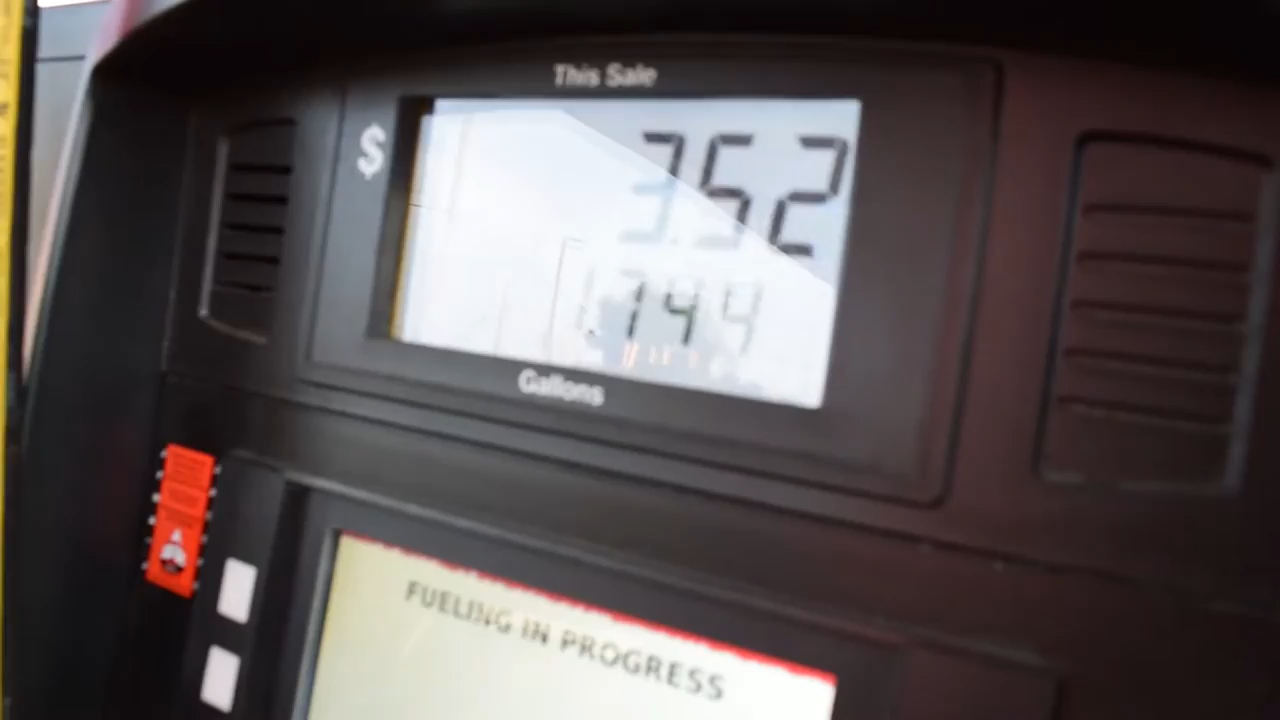 This Sale
$
3.52
1.744
Gallons
FUELING IN PROGRESS